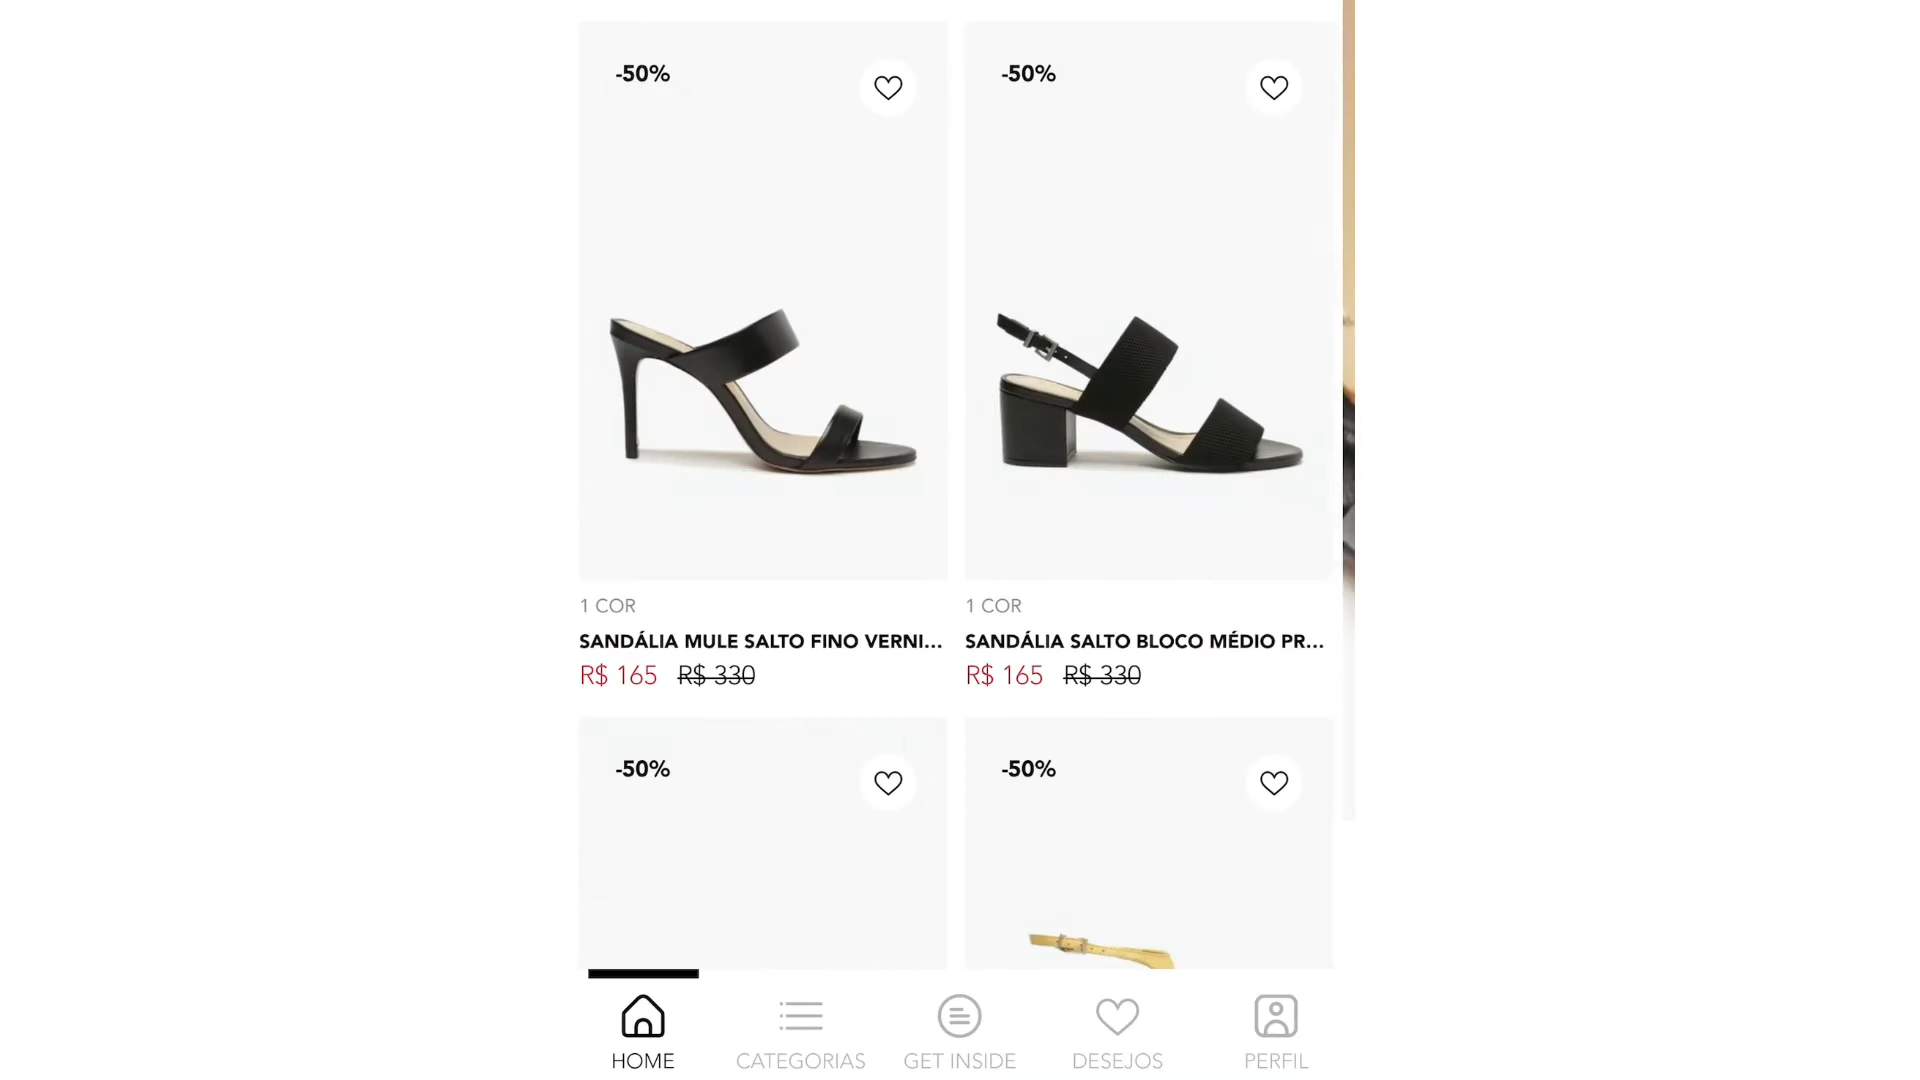 -50%
-50%
1 COR
1 COR
SANDÁLIA MULE SALTO FINO VERNI...
SANDÁLIA SALTO BLOCO MÉDIO PR...
R$ 165 R$ 330
R$ 165 R$ 330
-50%
-50%
HOME
CATEGORIAS
GET INSIDE
DESEJOS
PERFIL